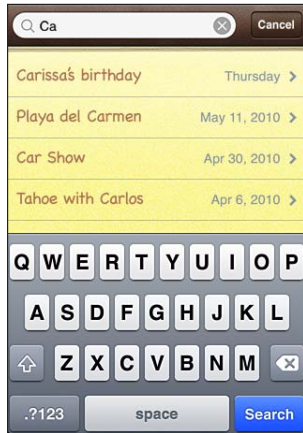 Ca
Cancel
Carissa's birthday Thursday
Playa del Carmen May 11, 2010
Car Show Apr 30, 2010
Tahoe with Carlos Apr 6, 2010
Q W E R T Y U I O P
A S D F G H J K L
Z X C V B N M
.?123 space Search